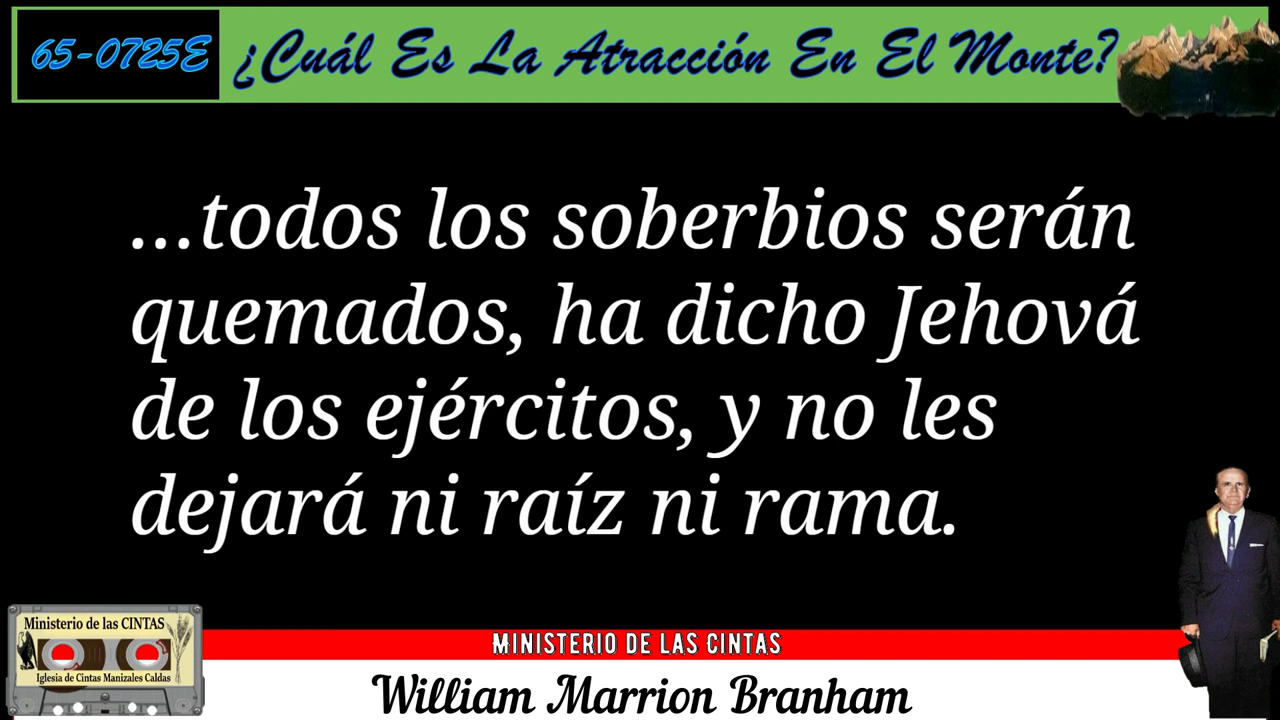 65-0725E
¿Cuál Es La Atracción En El Monte?
...todos los soberbios serán
quemados, ha dicho Jehová
de los ejércitos, y no les
dejará ni raíz ni rama.
Ministerio de las CINTAS
Iglesia de Cintas Manizales Caldas
MINISTERIO DE LAS CINTAS
William Marrion Branham